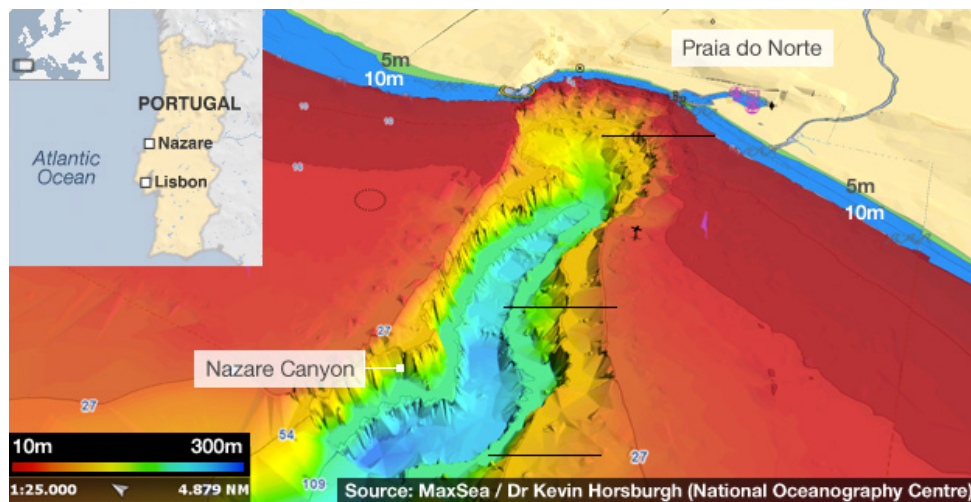 Praia do Norte
5m
10m
PORTUGAL
Nazare
Atlantic
Ocean
Lisbon
5m
10m
27
Nazare Canyon
27
54
27
109
10m
300m
1:25.000
4.879 NM
Source: MaxSea / Dr Kevin Horsburgh (National Oceanography Centre)